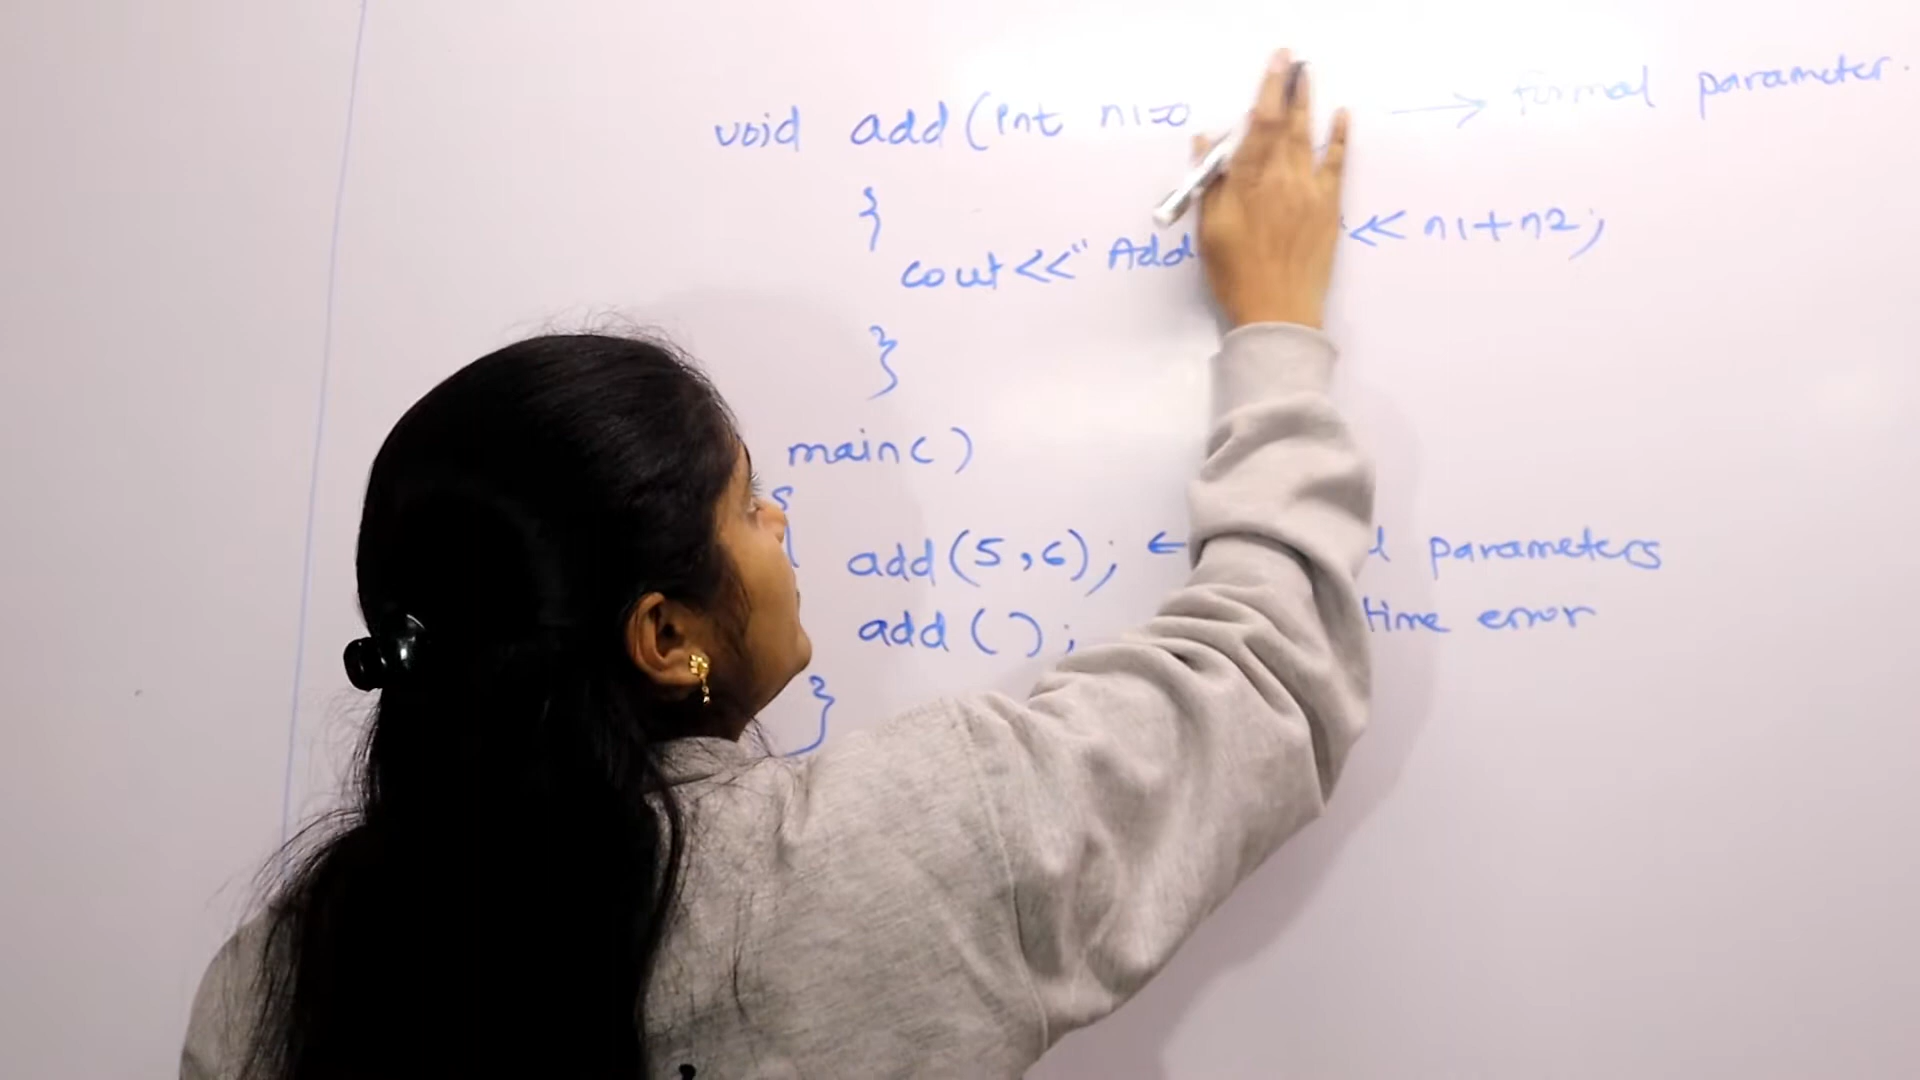 void add (int n1=0 → formal parameter.
{
cout<<" Add << n1+n2;
}
main()
add(5,6); ← parameters
add(); time error
}